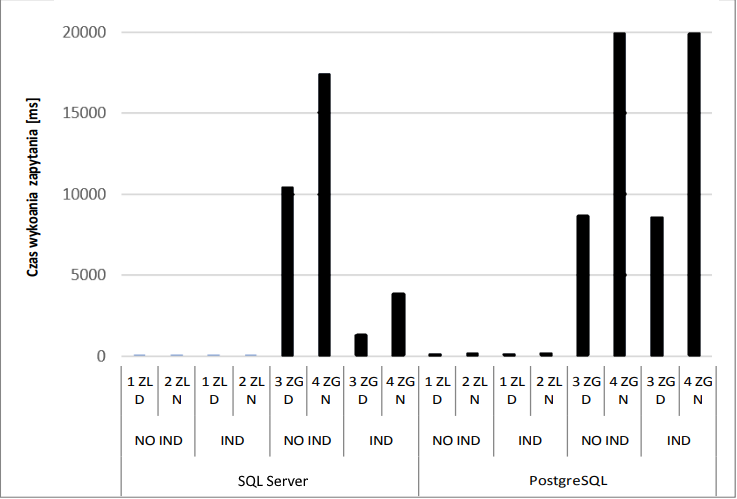 20000
15000
10000
5000
0
Czas wykoania zapytania [ms]
1 ZL D 2 ZL N 1 ZL D 2 ZL N 3 ZG D 4 ZG N 3 ZG D 4 ZG N 1 ZL D 2 ZL N 1 ZL D 2 ZL N 3 ZG D 4 ZG N 3 ZG D 4 ZG N
NO IND IND NO IND IND NO IND IND NO IND IND
SQL Server PostgreSQL